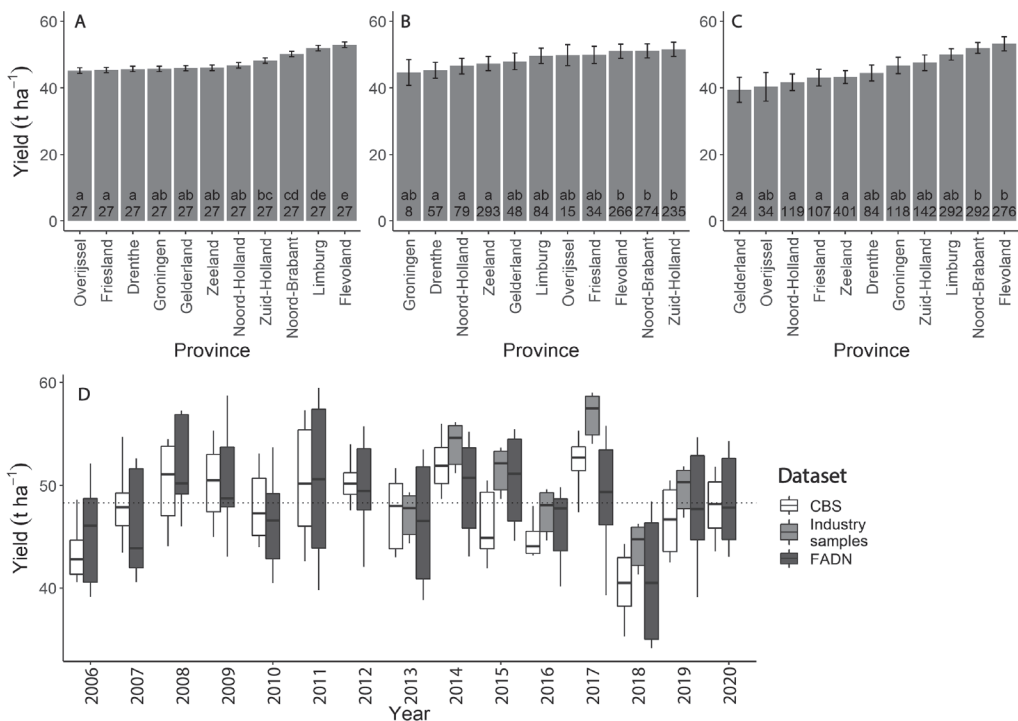 A
Yield (t ha⁻¹)
60
40
20
0
a a a ab ab ab ab bc cd de e
27 27 27 27 27 27 27 27 27 27 27
Overijssel
Friesland
Drenthe
Groningen
Gelderland
Zeeland
Noord-Holland
Zuid-Holland
Noord-Brabant
Limburg
Flevoland
Province
B
60
40
20
0
ab a a a ab ab ab ab b b b
8 57 79 293 48 84 15 34 266 274 235
Groningen
Drenthe
Noord-Holland
Zeeland
Gelderland
Limburg
Overijssel
Friesland
Flevoland
Noord-Brabant
Zuid-Holland
Province
C
60
40
20
0
a ab a a a ab ab ab ab b b
24 34 119 107 401 84 118 142 292 292 276
Gelderland
Overijssel
Noord-Holland
Friesland
Zeeland
Drenthe
Groningen
Zuid-Holland
Limburg
Noord-Brabant
Flevoland
Province
D
Yield (t ha⁻¹)
60
50
40
2006
2007
2008
2009
2010
2011
2012
2013
2014
2015
2016
2017
2018
2019
2020
Year
Dataset
CBS
Industry
samples
FADN